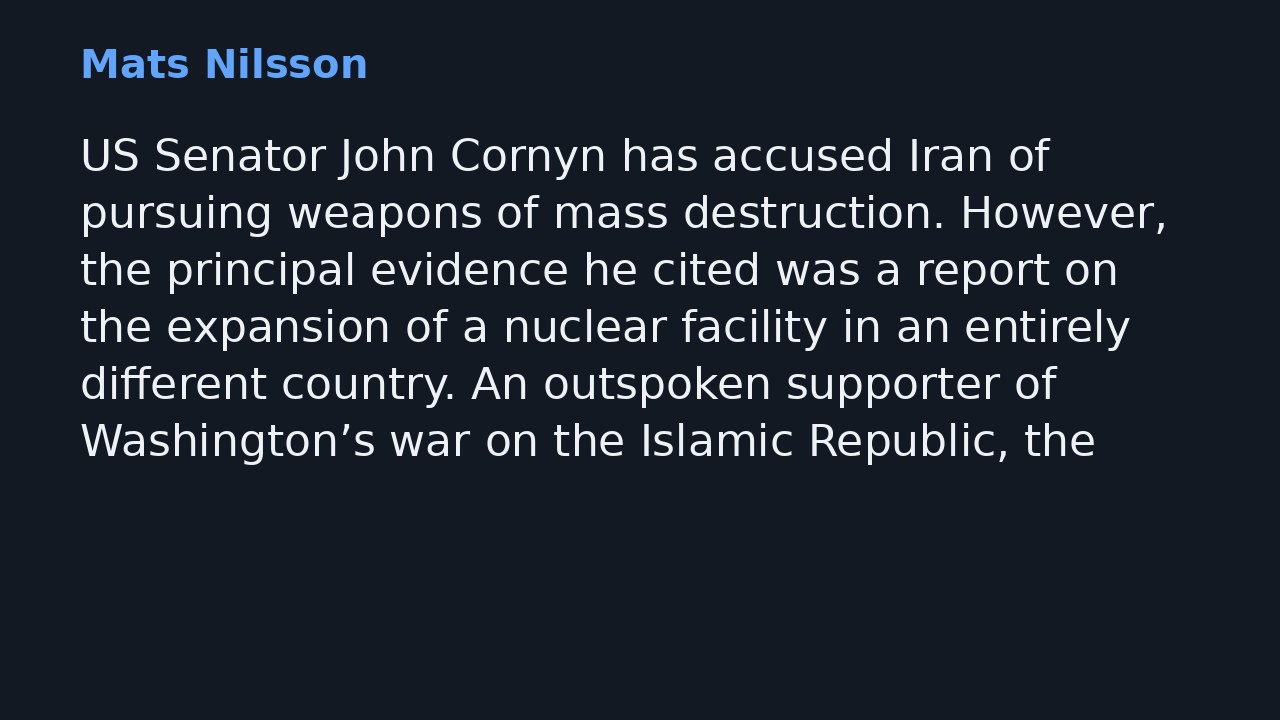 Mats Nilsson
US Senator John Cornyn has accused Iran of
pursuing weapons of mass destruction. However,
the principal evidence he cited was a report on
the expansion of a nuclear facility in an entirely
different country. An outspoken supporter of
Washington’s war on the Islamic Republic, the